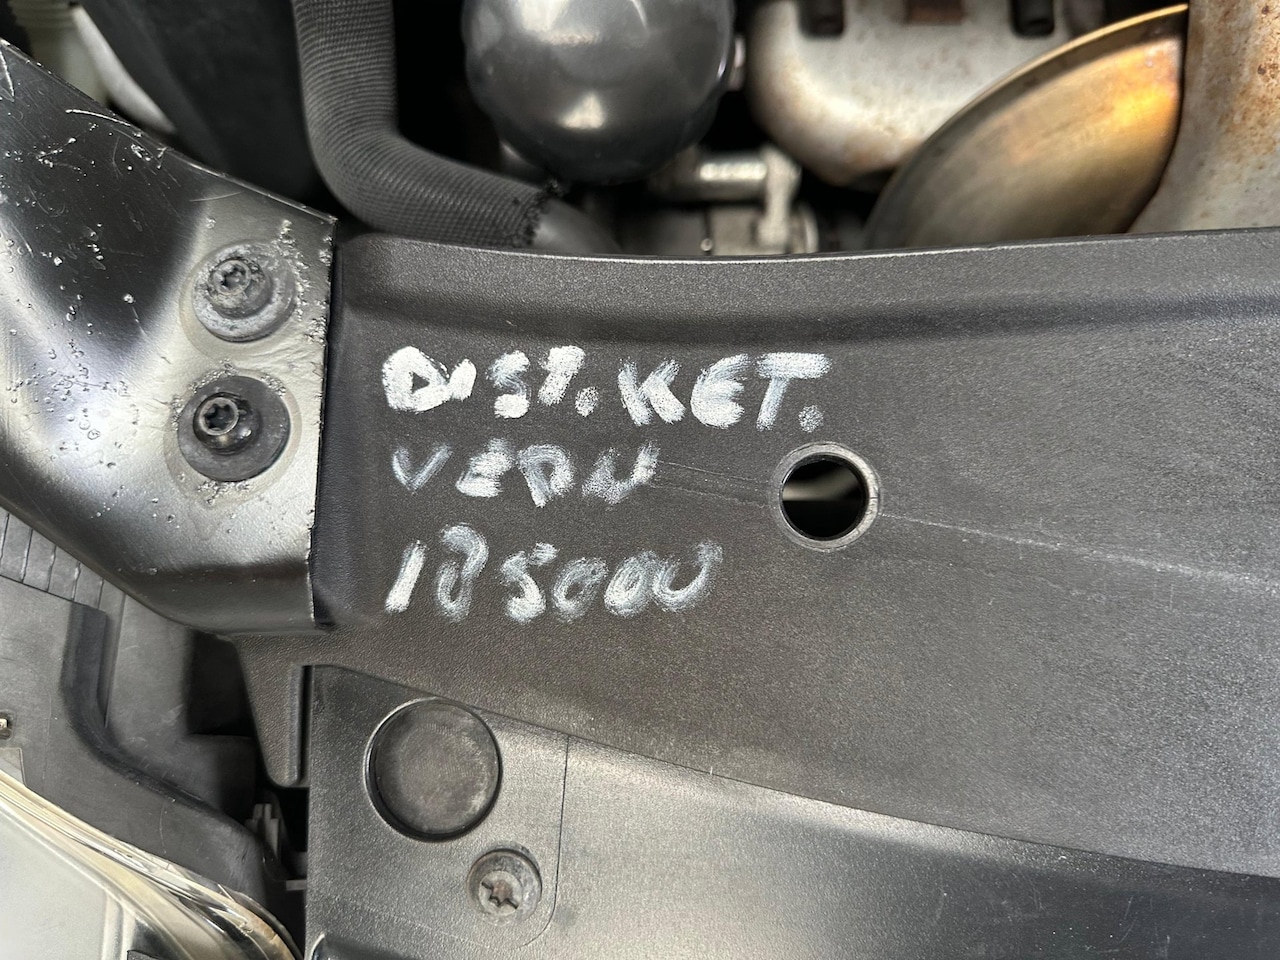 DIST. KET.
VERN
185000